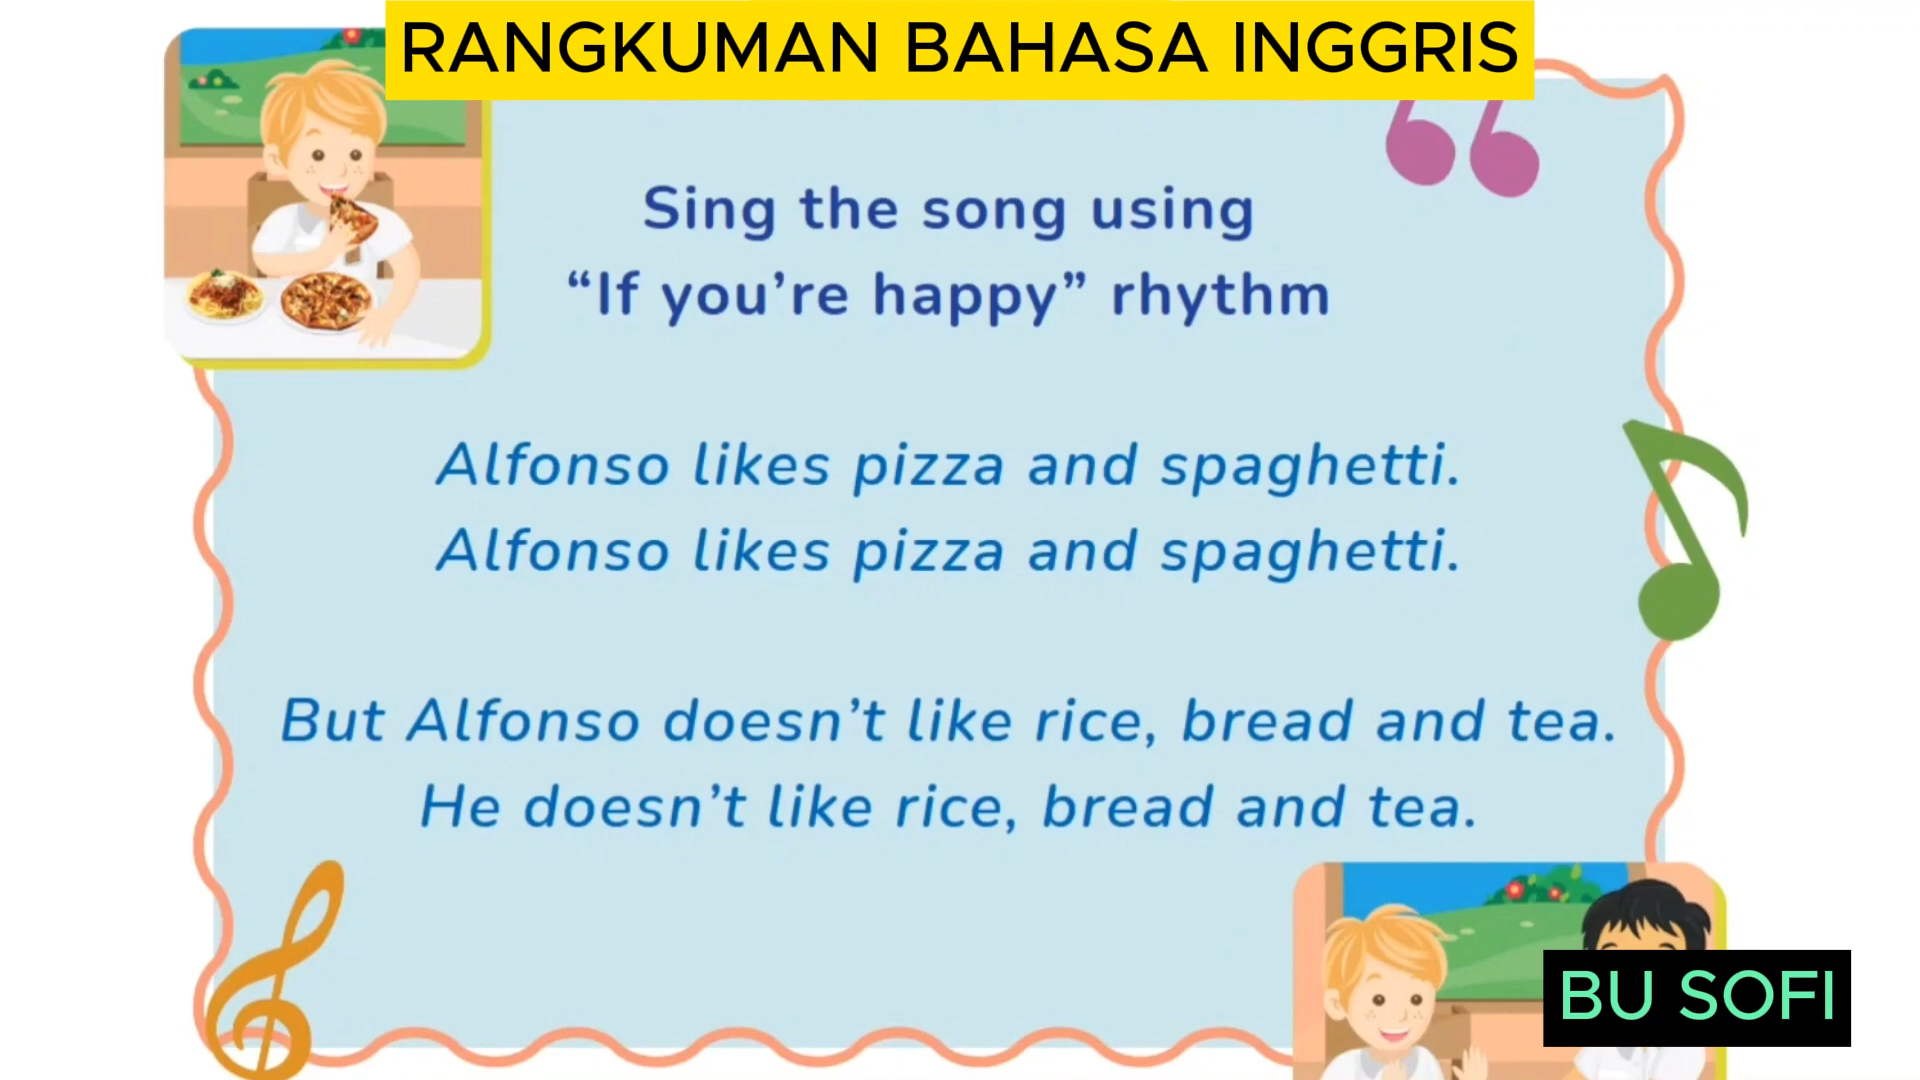 RANGKUMAN BAHASA INGGRIS
Sing the song using
“If you’re happy” rhythm
Alfonso likes pizza and spaghetti.
Alfonso likes pizza and spaghetti.
But Alfonso doesn’t like rice, bread and tea.
He doesn’t like rice, bread and tea.
BU SOFI